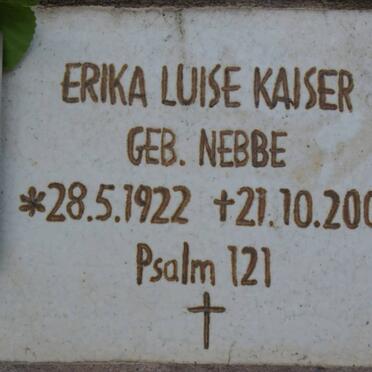 ERIKA LUISE KAISER
GEB. NEBBE
*28.5.1922 †21.10.200
Psalm 121